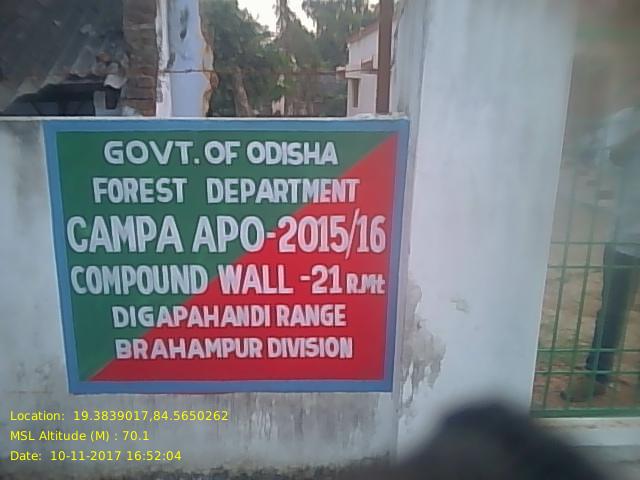 GOVT. OF ODISHA
FOREST DEPARTMENT
CAMPA APO-2015/16
COMPOUND WALL -21 R.Mt
DIGAPAHANDI RANGE
BRAHAMPUR DIVISION
Location: 19.3839017,84.5650262
MSL Altitude (M) : 70.1
Date: 10-11-2017 16:52:04